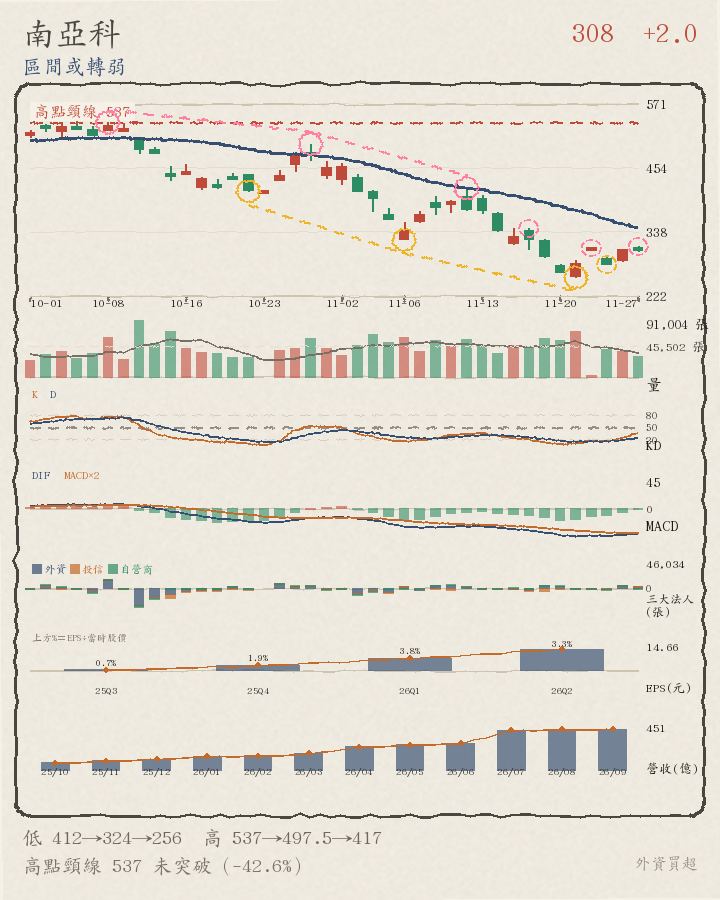 南亞科
308 +2.0
區間或轉弱
高點頸線 537
571
454
338
222
10-01 10-08 10-16 10-23 11-02 11-06 11-13 11-20 11-27
91,004 張
45,502 張
量
K D
80
50
20
KD
DIF MACD×2
45
0
MACD
外資 投信 自營商
46,034
0
三大法人
(張)
上方%=EPS÷當時股價
14.66
0.7% 1.9% 3.8% 3.3%
25Q3 25Q4 26Q1 26Q2
EPS(元)
451
25/10 25/11 25/12 26/01 26/02 26/03 26/04 26/05 26/06 26/07 26/08 26/09
營收(億)
低 412→324→256 高 537→497.5→417
高點頸線 537 未突破 (-42.6%)
外資買超